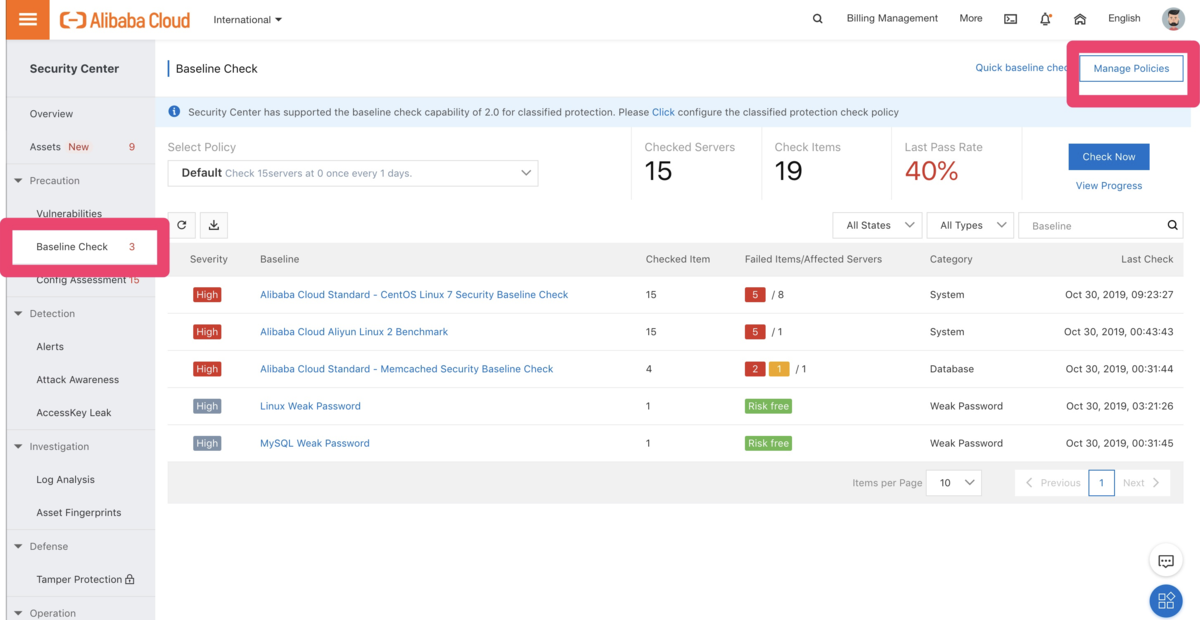 Alibaba Cloud International Billing Management More English
Security Center
Baseline Check
Quick baseline Manage Policies
Overview
Security Center has supported the baseline check capability of 2.0 for classified protection. Please Click configure the classified protection check policy
Assets New 9
Precaution
Vulnerabilities
Baseline Check 3
Config Assessment 15
Detection
Alerts
Attack Awareness
AccessKey Leak
Investigation
Log Analysis
Asset Fingerprints
Defense
Tamper Protection
Operation
Select Policy
Default Check 15servers at 0 once every 1 days.
Checked Servers
15
Check Items
19
Last Pass Rate
40%
Check Now
View Progress
All States All Types Baseline
Severity Baseline Checked Item Failed Items/Affected Servers Category Last Check
High Alibaba Cloud Standard - CentOS Linux 7 Security Baseline Check 15 5 / 8 System Oct 30, 2019, 09:23:27
High Alibaba Cloud Aliyun Linux 2 Benchmark 15 5 / 1 System Oct 30, 2019, 00:43:43
High Alibaba Cloud Standard - Memcached Security Baseline Check 4 2 1 / 1 Database Oct 30, 2019, 00:31:44
High Linux Weak Password 1 Risk free Weak Password Oct 30, 2019, 03:21:26
High MySQL Weak Password 1 Risk free Weak Password Oct 30, 2019, 00:31:45
Items per Page 10 Previous 1 Next